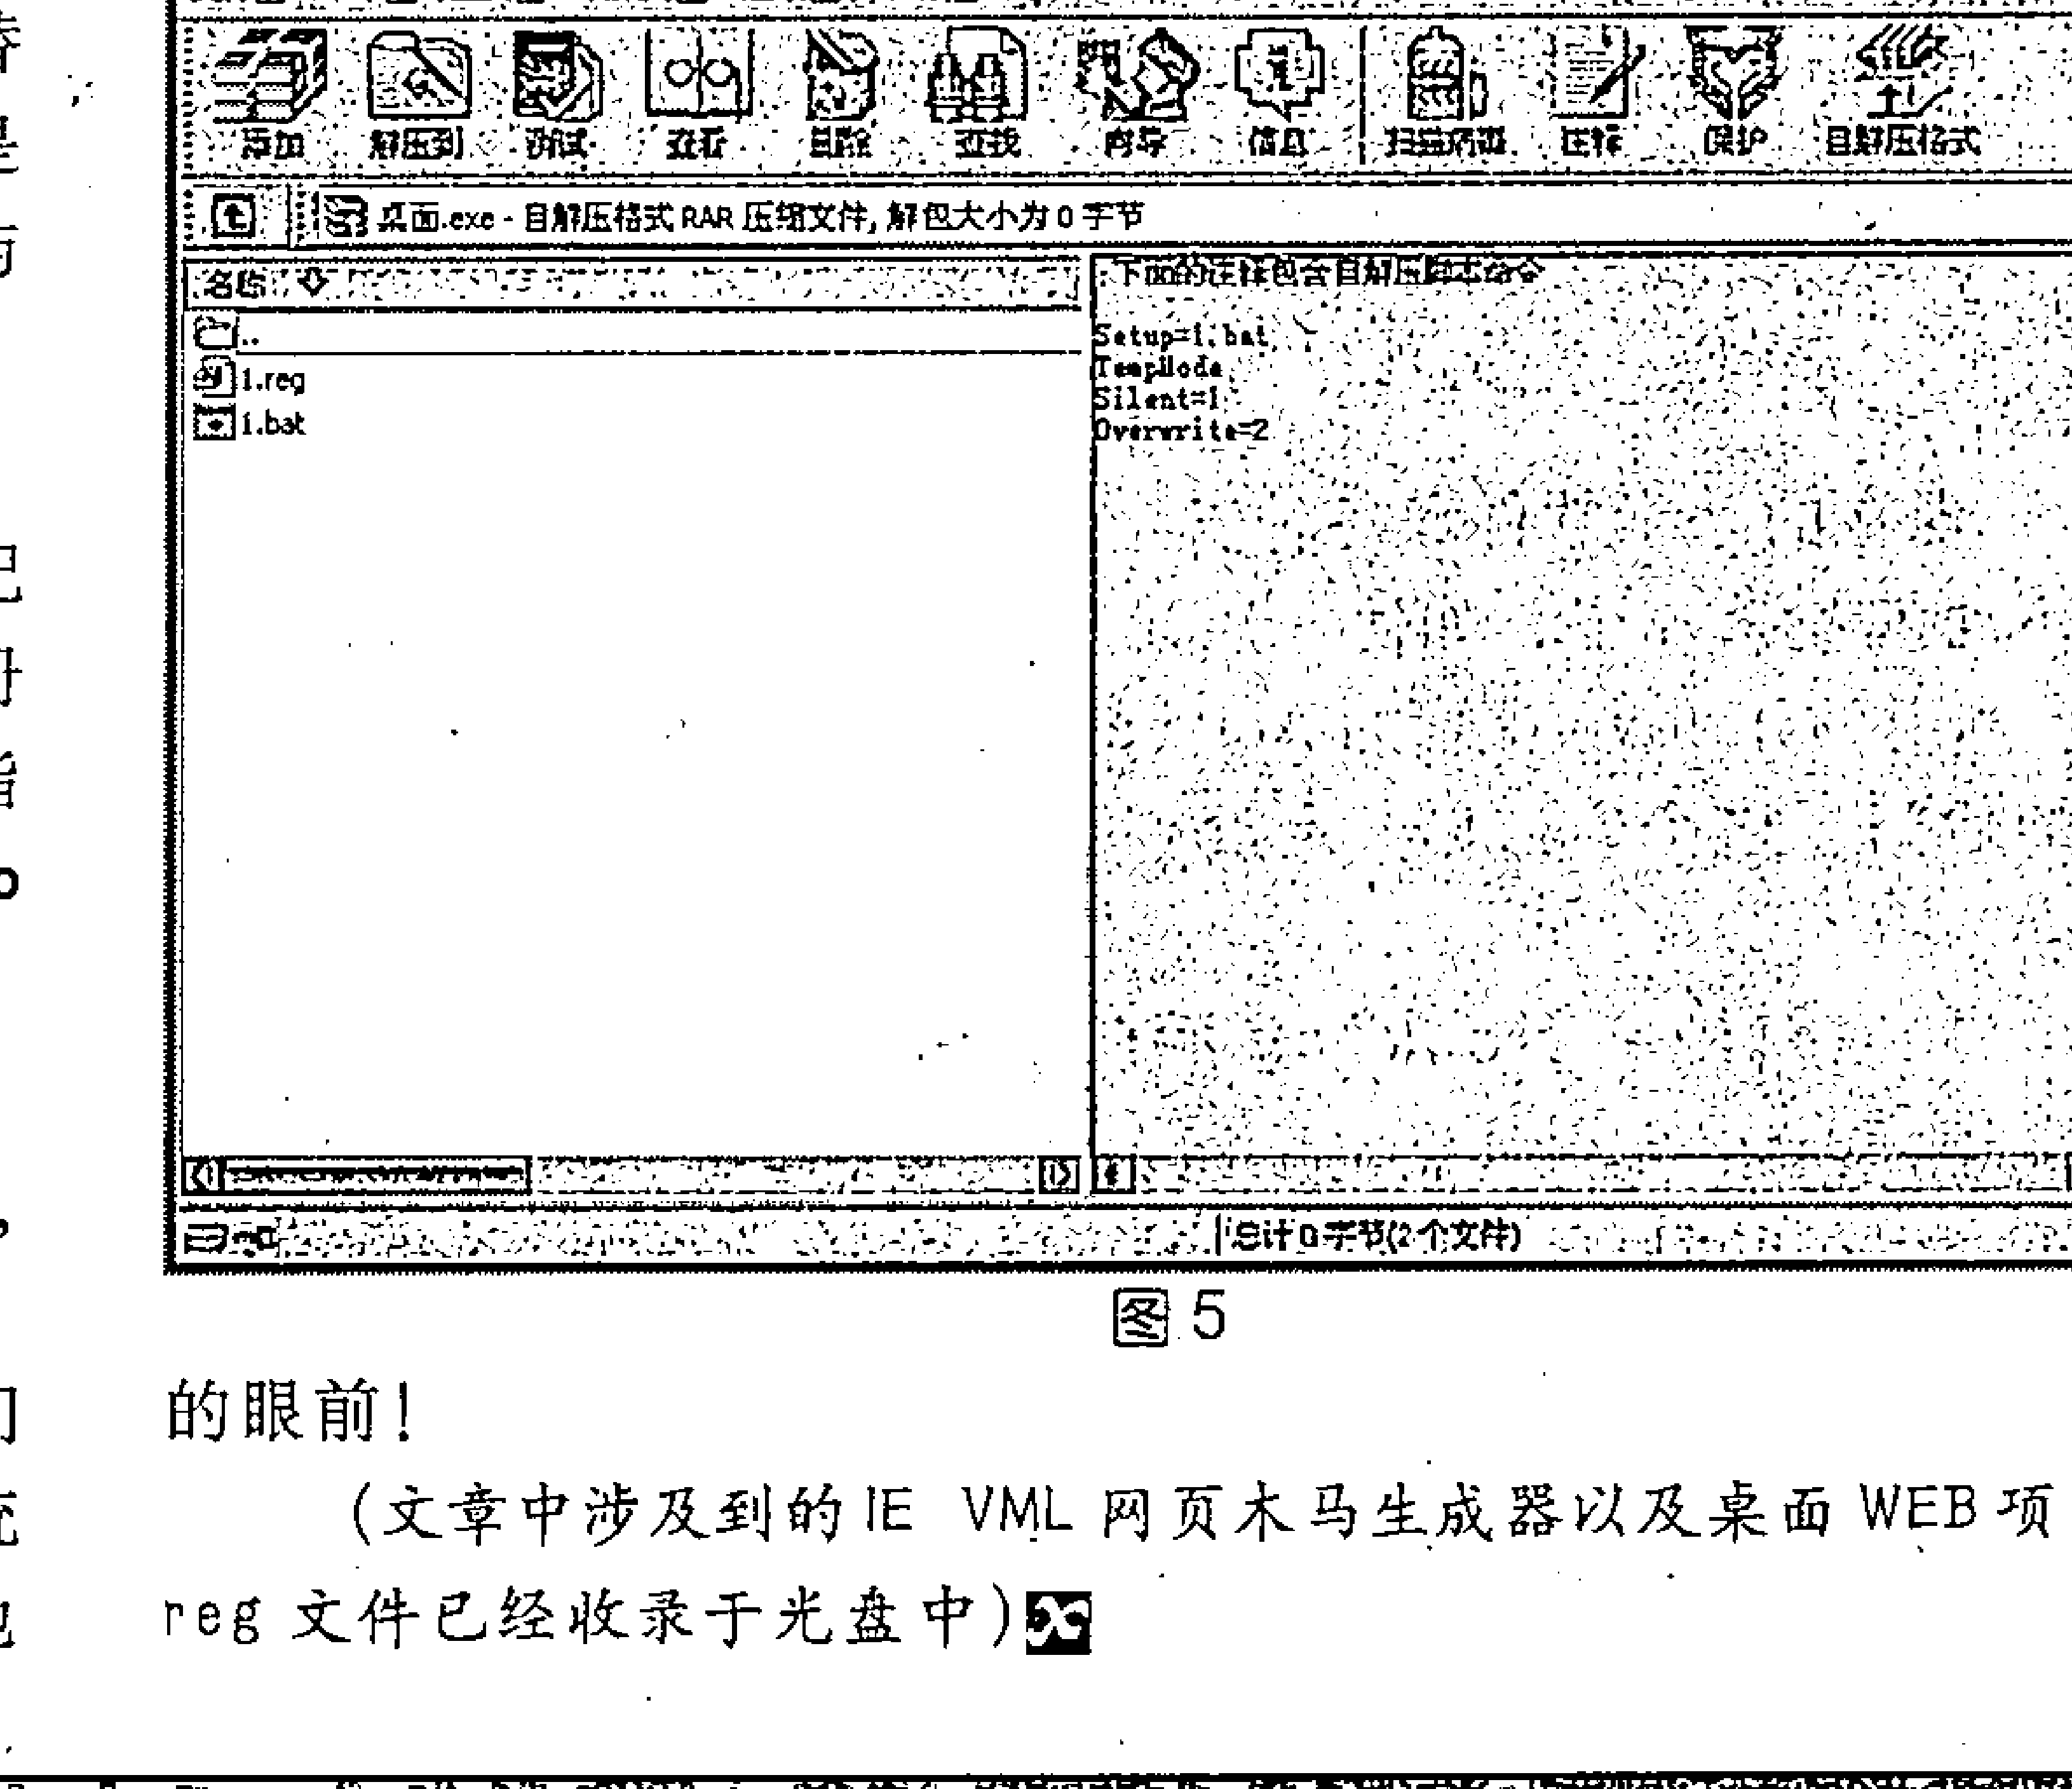 添加 解压到 测试 查看 删除 查找 向导 信息 扫描病毒 注释 保护 自解压格式
桌面.exe - 自解压格式 RAR 压缩文件, 解包大小为 0 字节
名称
..
1.reg
1.bat
下面的注释包含自解压脚本命令
Setup=1.bat
TempMode
Silent=1
Overwrite=2
总计 0 字节(2 个文件)
图 5
的眼前!
(文章中涉及到的 IE VML 网页木马生成器以及桌面 WEB 项
reg 文件已经收录于光盘中)